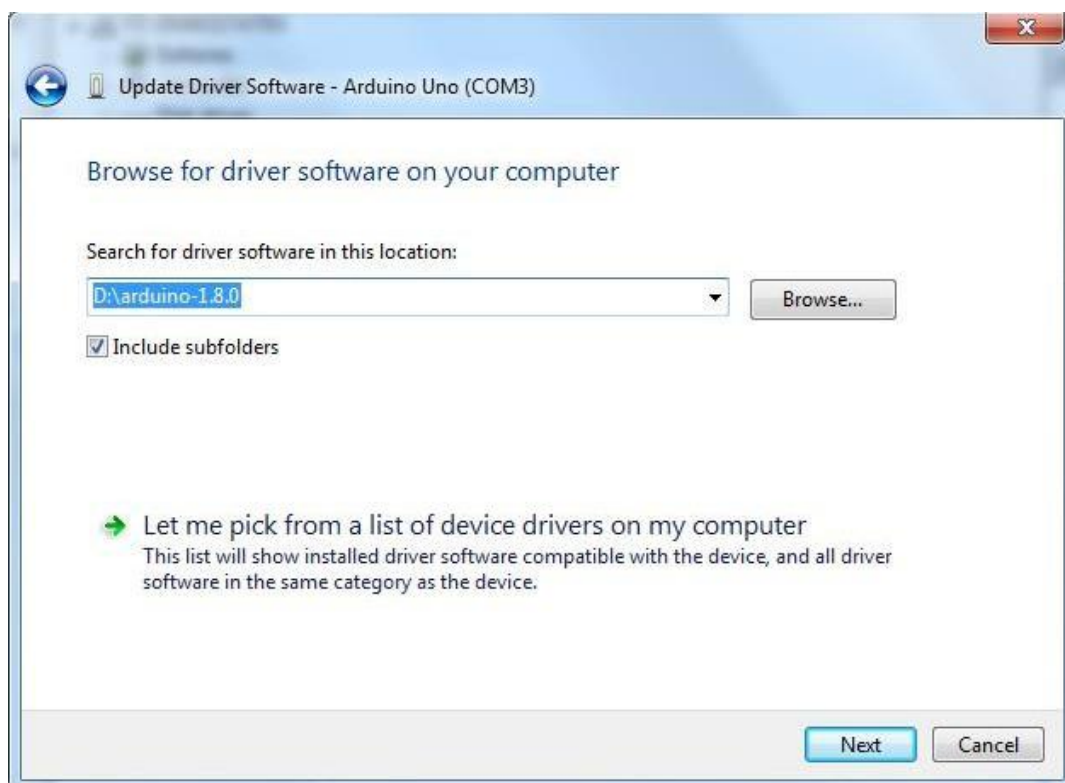 Update Driver Software - Arduino Uno (COM3)
Browse for driver software on your computer
Search for driver software in this location:
D:\arduino-1.8.0
Browse...
Include subfolders
Let me pick from a list of device drivers on my computer
This list will show installed driver software compatible with the device, and all driver
software in the same category as the device.
Next
Cancel